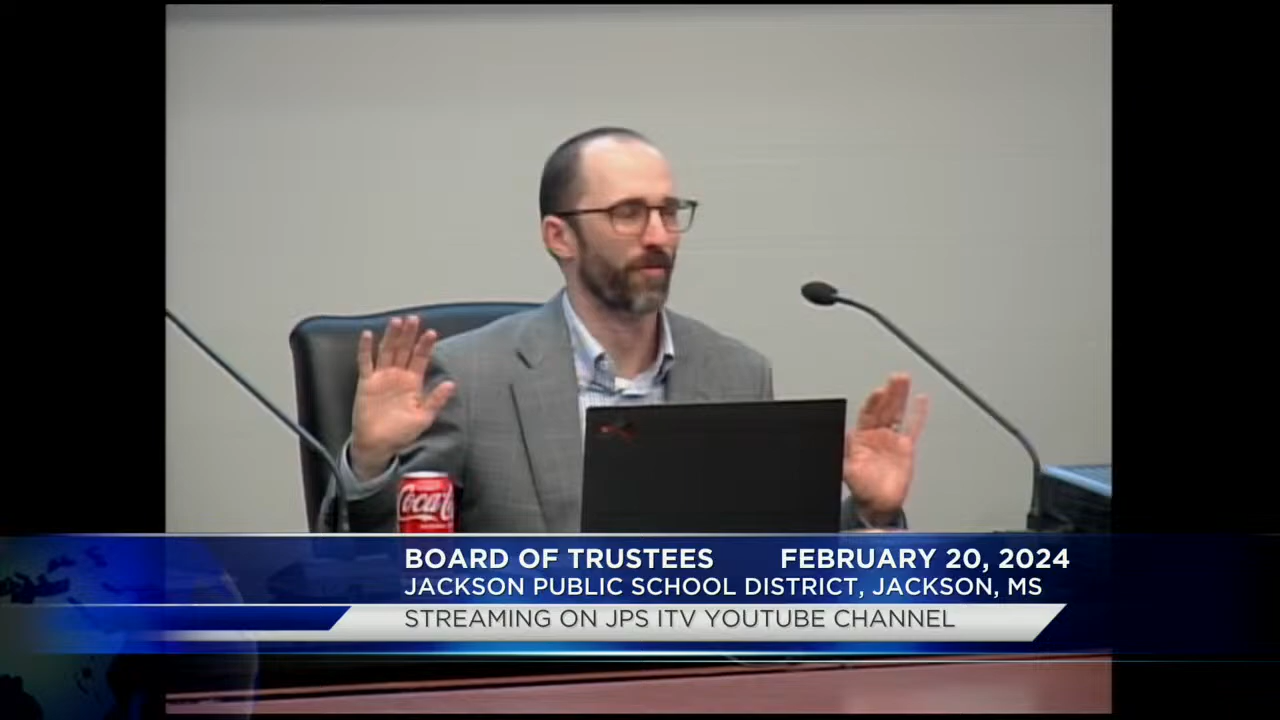 Coca-C
BOARD OF TRUSTEES FEBRUARY 20, 2024
JACKSON PUBLIC SCHOOL DISTRICT, JACKSON, MS
STREAMING ON JPS ITV YOUTUBE CHANNEL